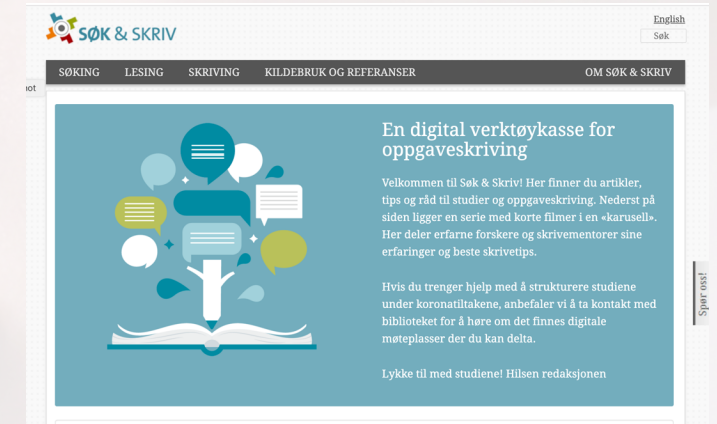 English
SØK & SKRIV
Søk
SØKING LESING SKRIVING KILDEBRUK OG REFERANSER OM SØK & SKRIV
En digital verktøykasse for
oppgaveskriving
Velkommen til Søk & Skriv! Her finner du artikler,
tips og råd til studier og oppgaveskriving. Nederst på
siden ligger en serie med korte filmer i en «karusell».
Her deler erfarne forskere og skrivementorer sine
erfaringer og beste skrivetips.
Hvis du trenger hjelp med å strukturere studiene
under koronatiltakene, anbefaler vi å ta kontakt med
biblioteket for å høre om det finnes digitale
møteplasser der du kan delta.
Lykke til med studiene! Hilsen redaksjonen
Spør oss!